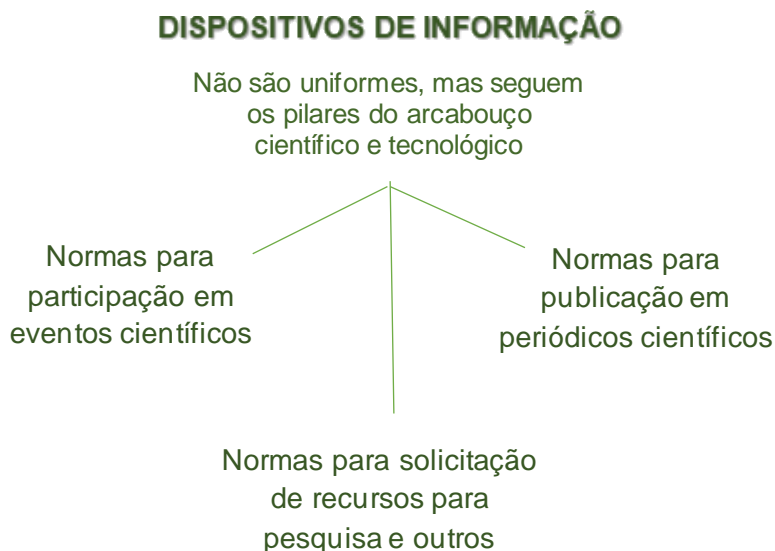 DISPOSITIVOS DE INFORMAÇÃO
Não são uniformes, mas seguem
os pilares do arcabouço
científico e tecnológico
Normas para
participação em
eventos científicos
Normas para
publicação em
periódicos científicos
Normas para solicitação
de recursos para
pesquisa e outros